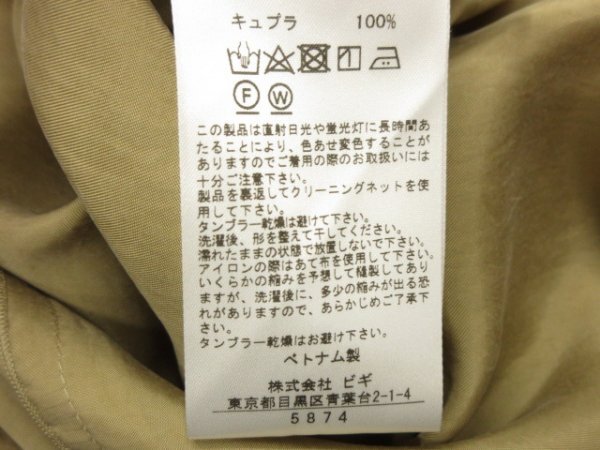 キュプラ 100%
F W
この製品は直射日光や蛍光灯に長時間あ
たることにより、色あせ変色することが
ありますのでご着用の際のお取扱いには
十分ご注意下さい。
製品を裏返してクリーニングネットを使
用して下さい。
タンブラー乾燥は避けて下さい。
洗濯後、形を整えて干してください。
濡れたままの状態で放置しないで下さい。
アイロンの際はあて布を使用して下さい。
いくらかの縮みを予想して縫製してあり
ますが、洗濯後に、多少の縮みが出る恐
れがありますので、あらかじめご了承下
さい。
タンブラー乾燥はお避け下さい。
ベトナム製
株式会社 ビギ
東京都目黒区青葉台2-1-4
5874